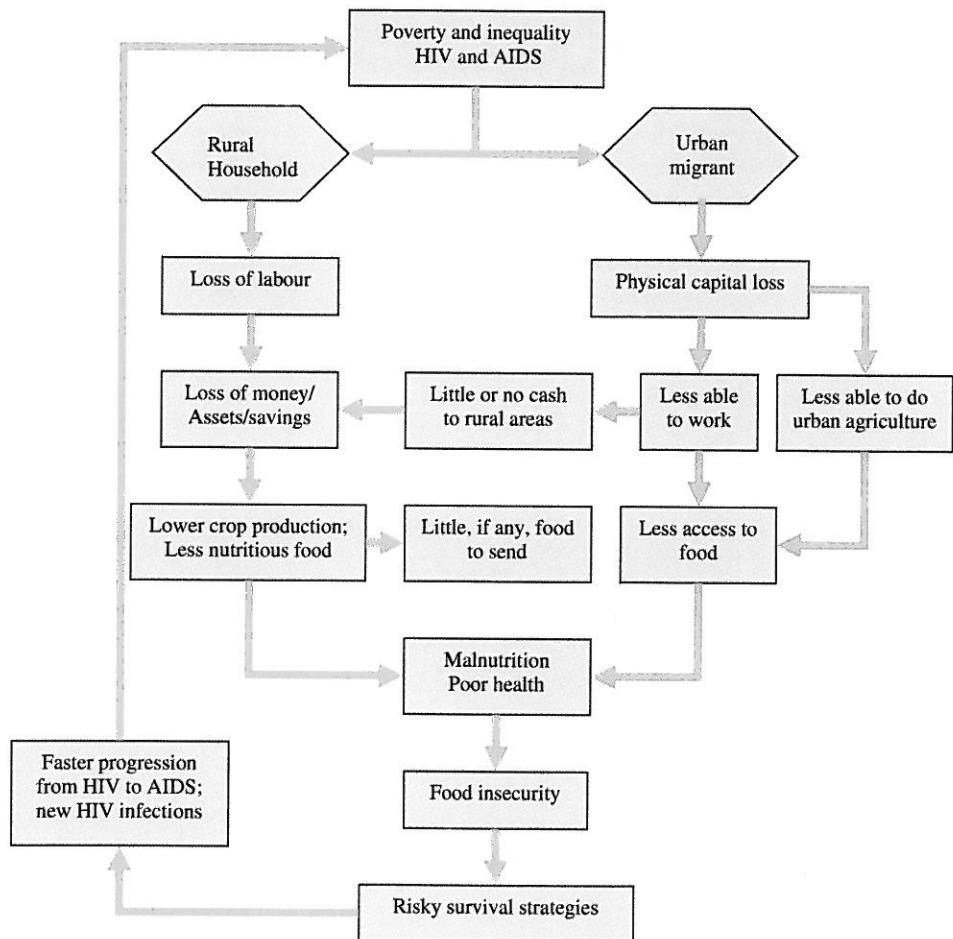 Poverty and inequality
HIV and AIDS
Rural
Household
Urban
migrant
Loss of labour
Physical capital loss
Loss of money/
Assets/savings
Little or no cash
to rural areas
Less able
to work
Less able to do
urban agriculture
Lower crop production;
Less nutritious food
Little, if any, food
to send
Less access to
food
Malnutrition
Poor health
Faster progression
from HIV to AIDS;
new HIV infections
Food insecurity
Risky survival strategies